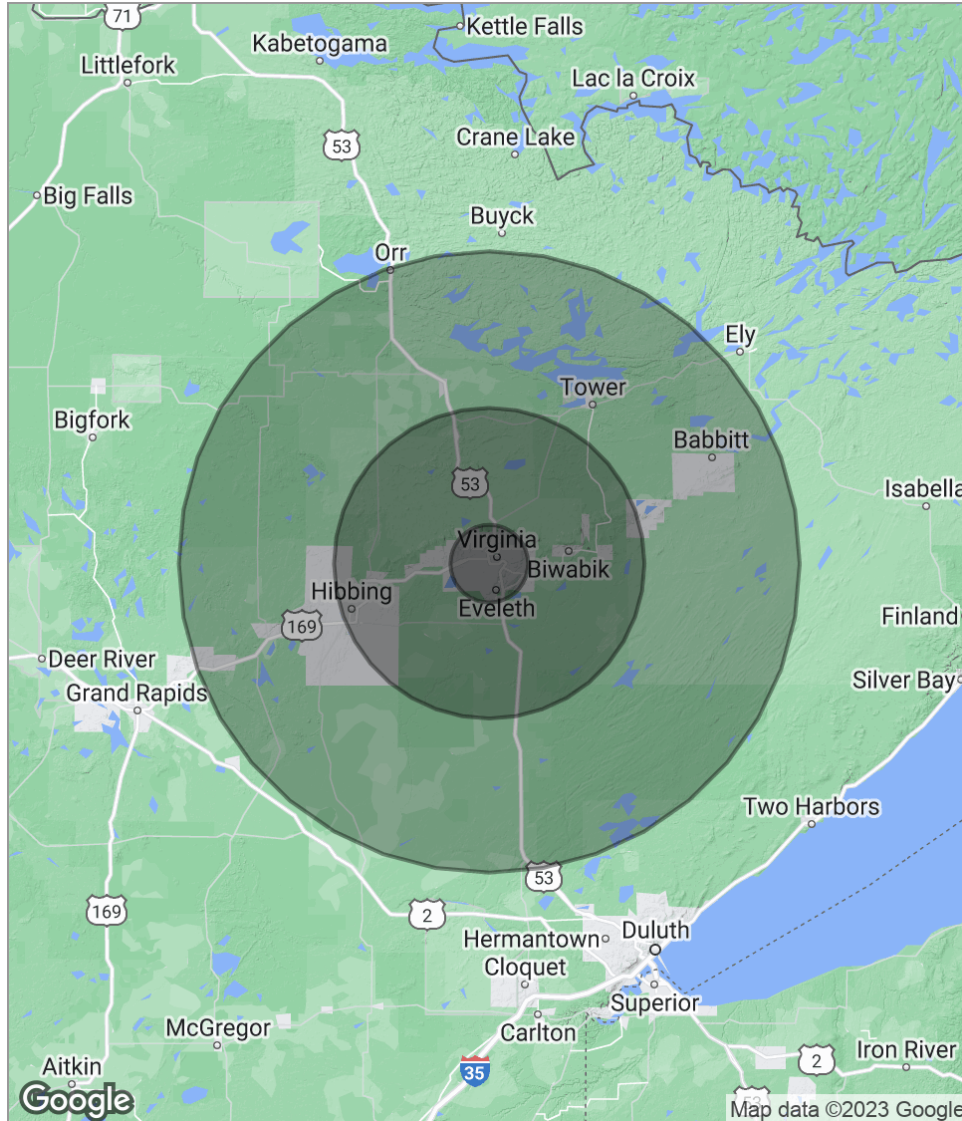 71
Kettle Falls
Kabetogama
Littlefork
Lac la Croix
53
Crane Lake
Big Falls
Buyck
Orr
Ely
Tower
Bigfork
Babbitt
53
Isabella
Virginia
Biwabik
Hibbing
Eveleth
169
Finland
Deer River
Silver Bay
Grand Rapids
Two Harbors
53
169
2
Duluth
Hermantown
Cloquet
Superior
Carlton
McGregor
2
Iron River
Aitkin
35
53
Google
Map data ©2023 Google